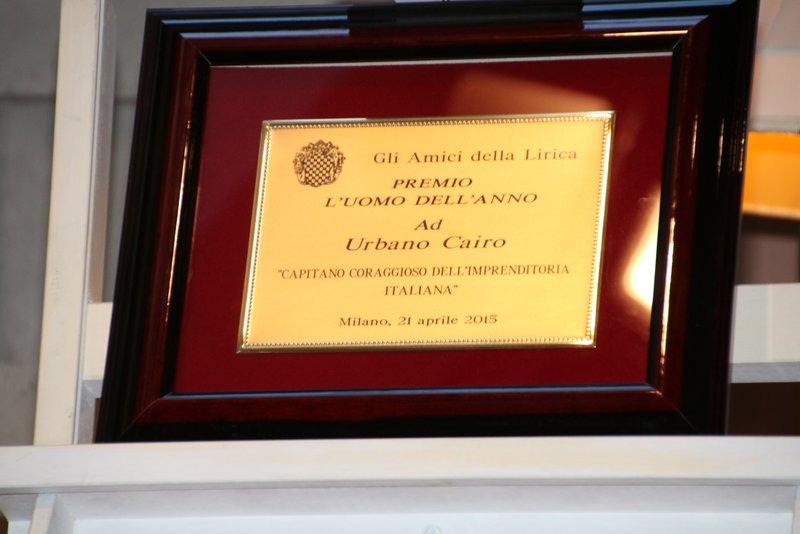 Gli Amici della Lirica
PREMIO
L'UOMO DELL'ANNO
Ad
Urbano Cairo
"CAPITANO CORAGGIOSO DELL'IMPRENDITORIA
ITALIANA"
Milano, 21 aprile 2015